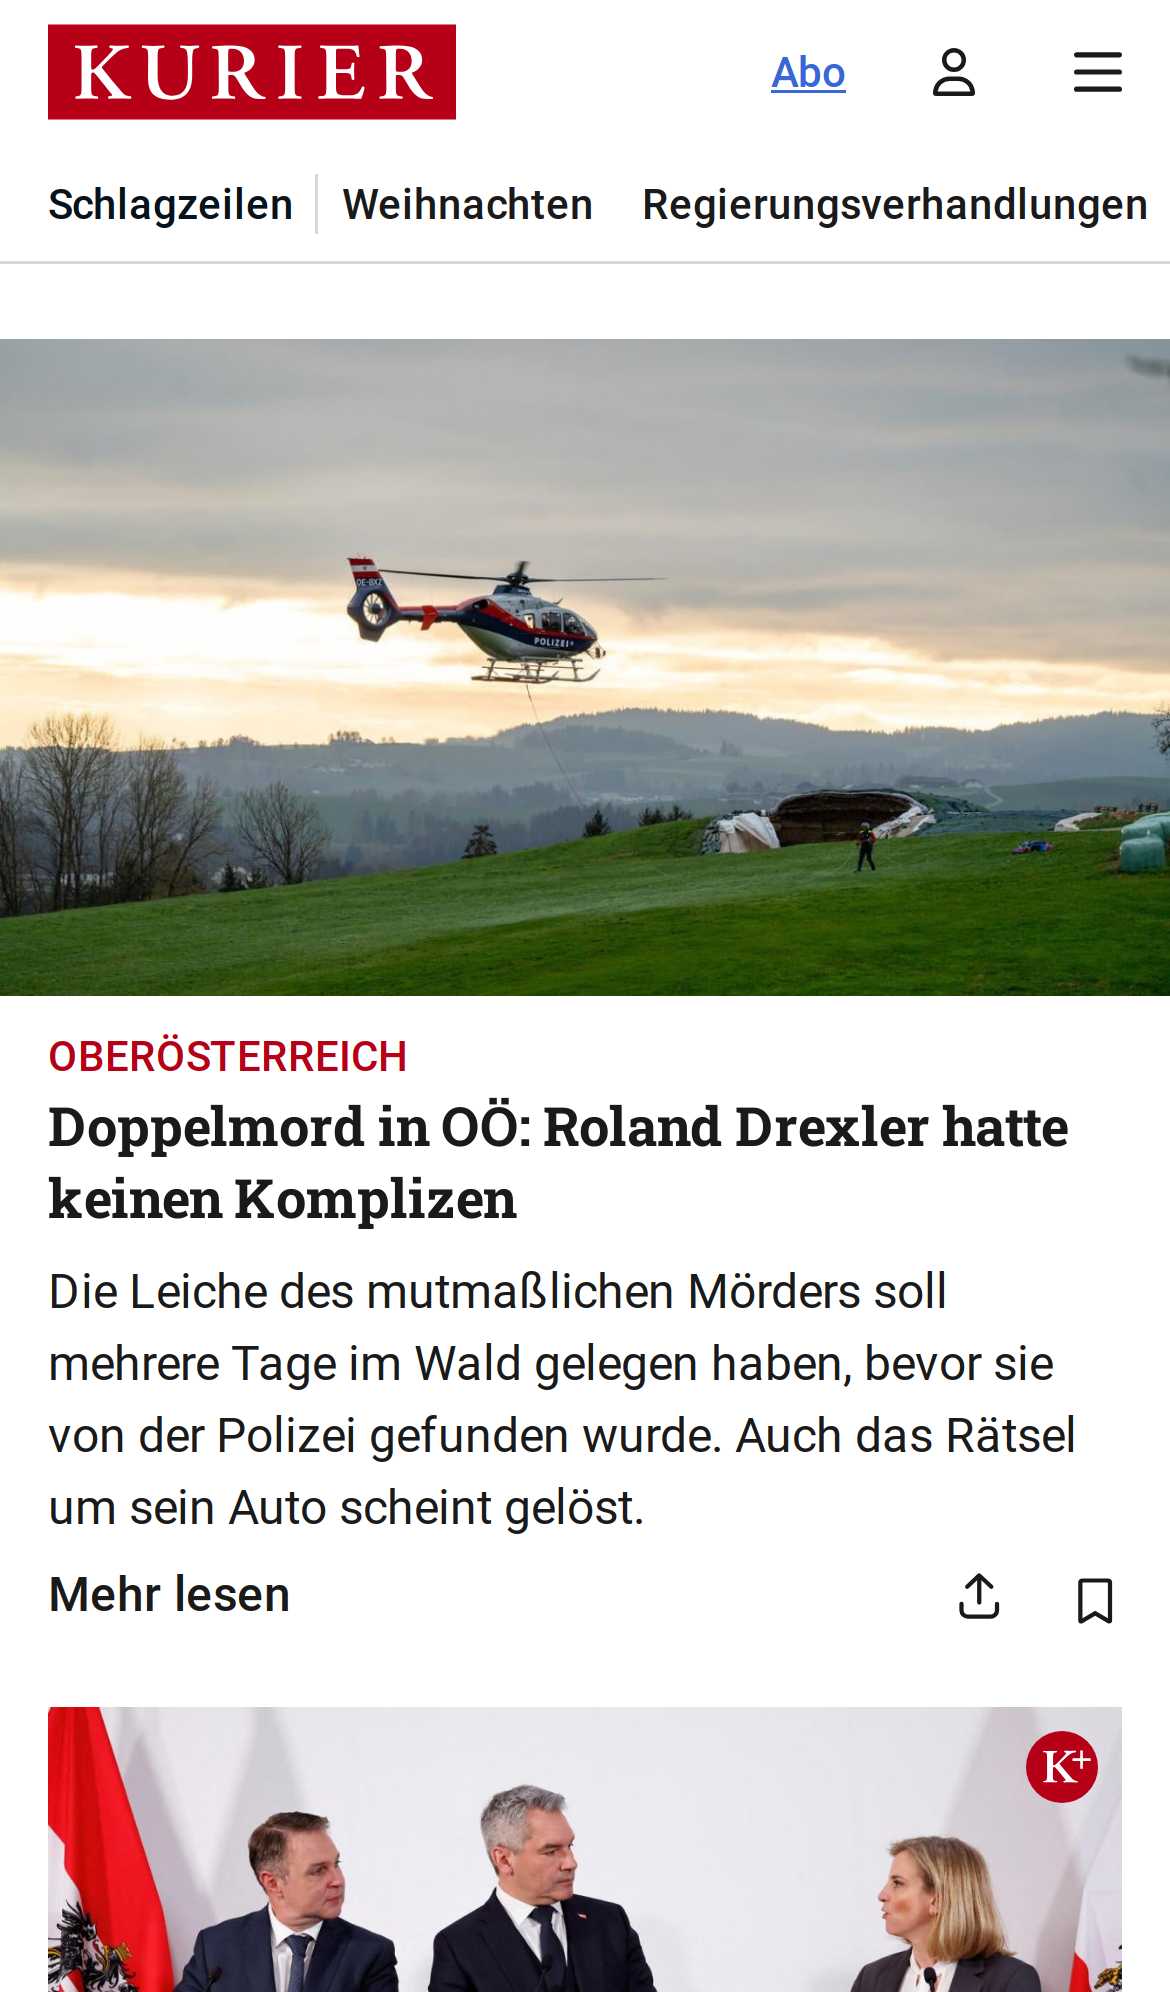 KURIER
Abo
Schlagzeilen
Weihnachten
Regierungsverhandlungen
OE-BXZ
POLIZEI
OBERÖSTERREICH
Doppelmord in OÖ: Roland Drexler hatte
keinen Komplizen
Die Leiche des mutmaßlichen Mörders soll
mehrere Tage im Wald gelegen haben, bevor sie
von der Polizei gefunden wurde. Auch das Rätsel
um sein Auto scheint gelöst.
Mehr lesen
K+